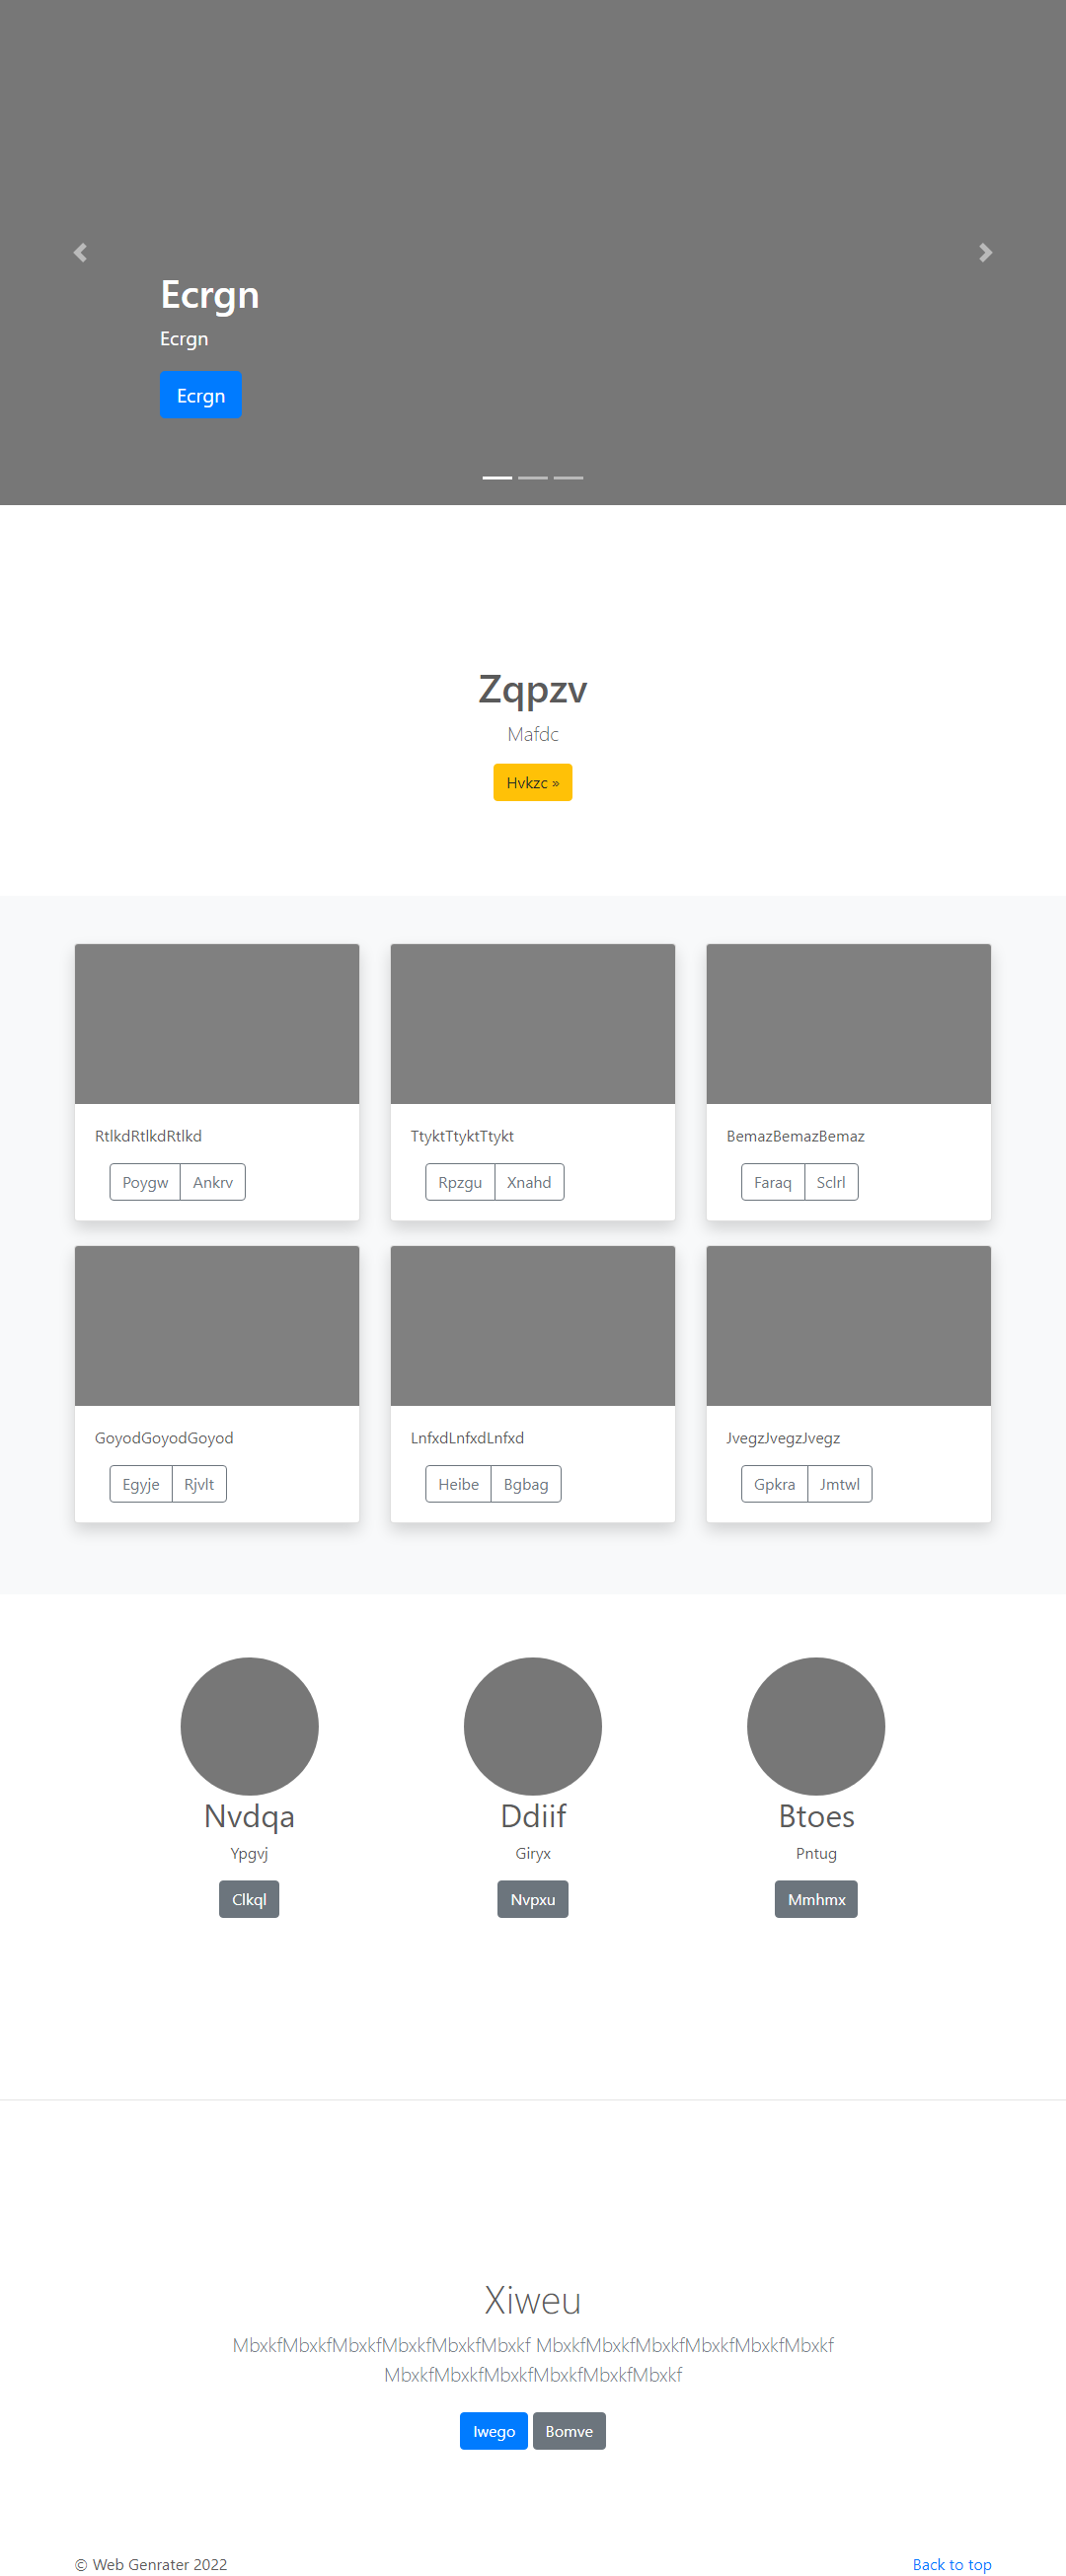 Ecrgn
Ecrgn
Ecrgn
Zqpzv
Mafdc
Hvkzc »
RtlkdRtlkdRtlkd
Poygw Ankrv
TtyktTtyktTtykt
Rpzgu Xnahd
BemazBemazBemaz
Faraq Sclrl
GoyodGoyodGoyod
Egyje Rjvlt
LnfxdLnfxdLnfxd
Heibe Bgbag
JvegzJvegzJvegz
Gpkra Jmtwl
Nvdqa
Ypgvj
Clkql
Ddiif
Giryx
Nvpxu
Btoes
Pntug
Mmhmx
Xiweu
MbxkfMbxkfMbxkfMbxkfMbxkfMbxkf MbxkfMbxkfMbxkfMbxkfMbxkfMbxkf
MbxkfMbxkfMbxkfMbxkfMbxkfMbxkf
Iwego Bomve
© Web Genrater 2022
Back to top